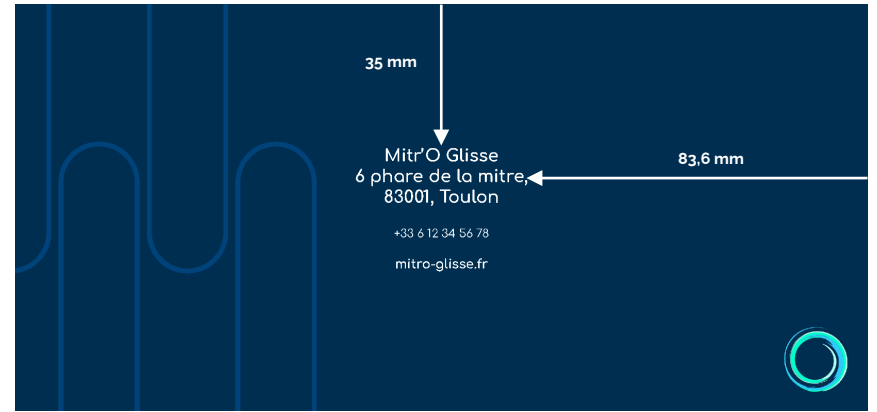 35 mm
Mitr'O Glisse
6 phare de la mitre,
83001, Toulon
83,6 mm
+33 6 12 34 56 78
mitro-glisse.fr